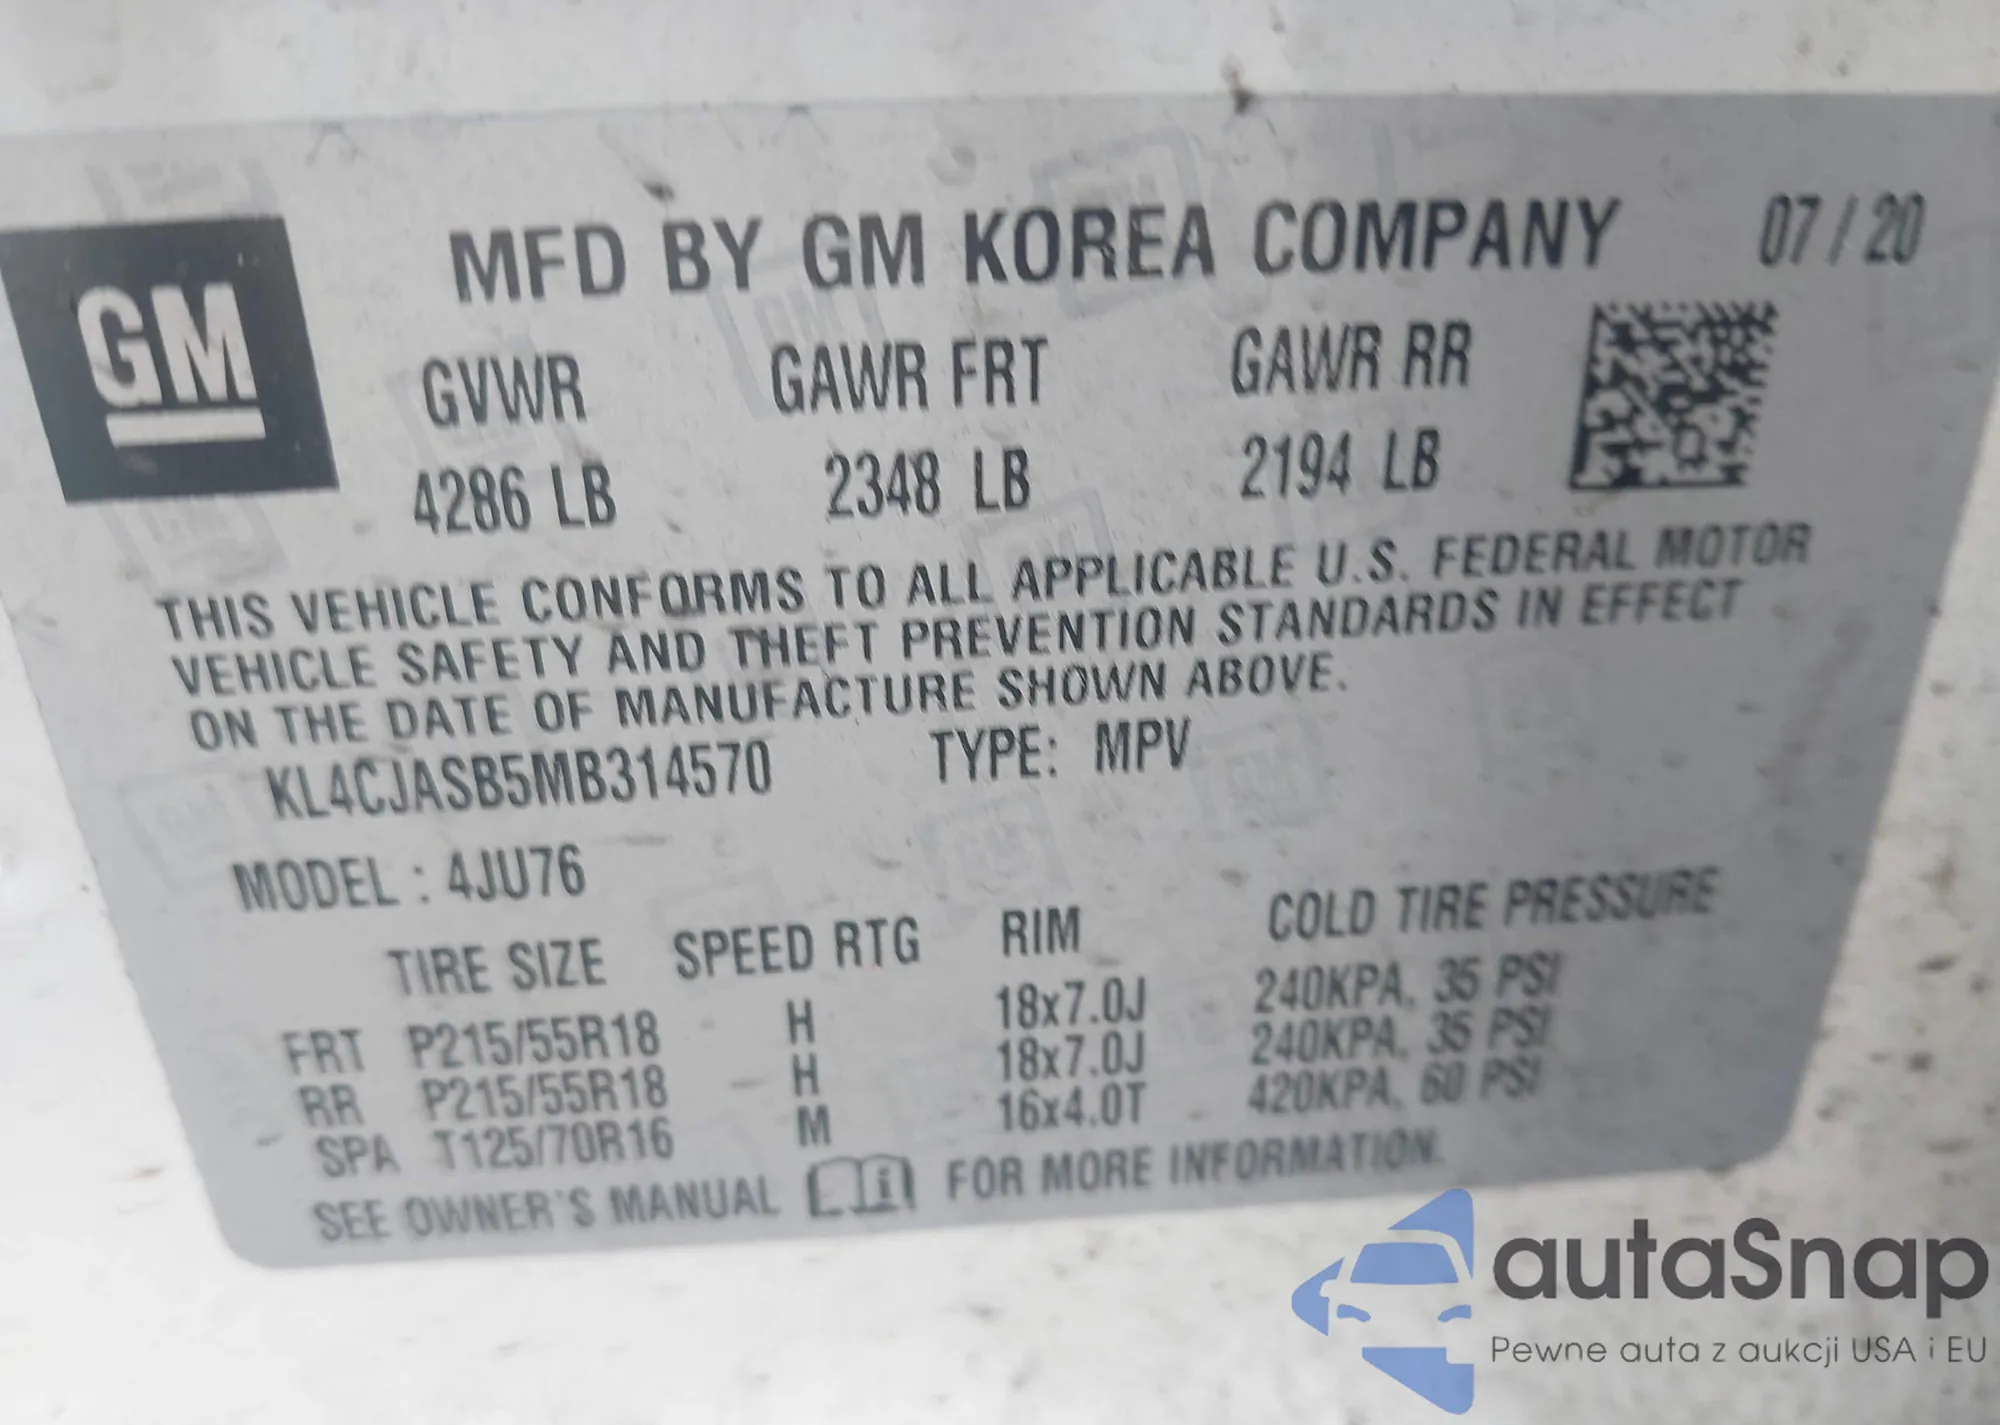 GM
MFD BY GM KOREA COMPANY 07/20
GVWR GAWR FRT GAWR RR
4286 LB 2348 LB 2194 LB
THIS VEHICLE CONFORMS TO ALL APPLICABLE U.S. FEDERAL MOTOR
VEHICLE SAFETY AND THEFT PREVENTION STANDARDS IN EFFECT
ON THE DATE OF MANUFACTURE SHOWN ABOVE.
KL4CJASB5MB314570 TYPE: MPV
MODEL : 4JU76
TIRE SIZE SPEED RTG RIM COLD TIRE PRESSURE
FRT P215/55R18 H 18x7.0J 240KPA, 35 PSI
RR P215/55R18 H 18x7.0J 240KPA, 35 PSI
SPA T125/70R16 M 16x4.0T 420KPA, 60 PSI
SEE OWNER'S MANUAL FOR MORE INFORMATION.
autaSnap
Pewne auta z aukcji USA i EU